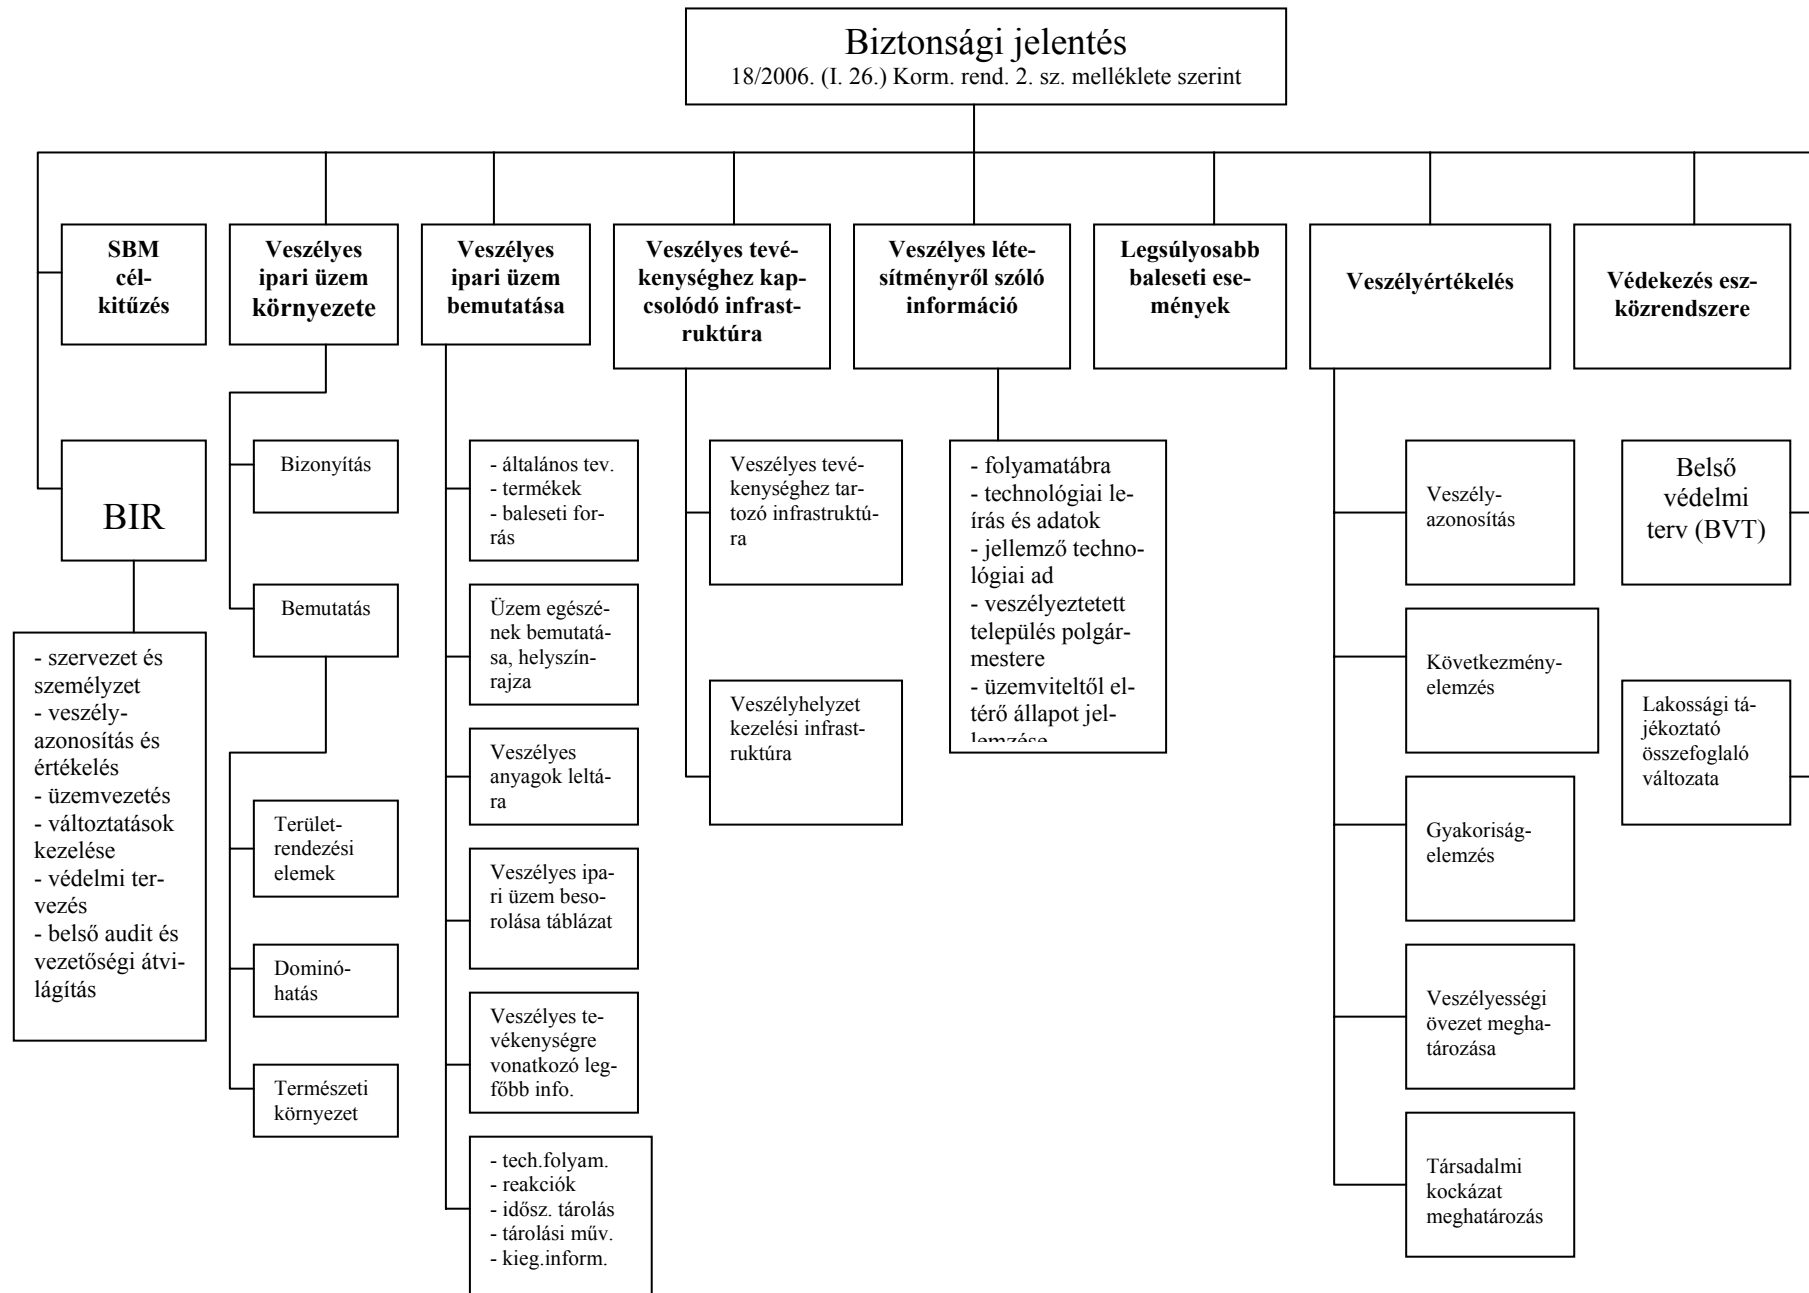 Biztonsági jelentés
18/2006. (I. 26.) Korm. rend. 2. sz. melléklete szerint
SBM
cél-
kitűzés
Veszélyes
ipari üzem
környezete
Veszélyes
ipari üzem
bemutatása
Veszélyes tevé-
kenységhez kap-
csolódó infrast-
ruktúra
Veszélyes léte-
sítményről szóló
információ
Legsúlyosabb
baleseti ese-
mények
Veszélyértékelés
Védekezés esz-
közrendszere
BIR
- szervezet és
személyzet
- veszély-
azonosítás és
értékelés
- üzemvezetés
- változtatások
kezelése
- védelmi ter-
vezés
- belső audit és
vezetőségi átvi-
lágítás
Bizonyítás
Bemutatás
Terület-
rendezési
elemek
Dominó-
hatás
Természeti
környezet
- általános tev.
- termékek
- baleseti for-
rás
Üzem egészé-
nek bemutatá-
sa, helyszín-
rajza
Veszélyes
anyagok leltá-
ra
Veszélyes ipa-
ri üzem beso-
rolása táblázat
Veszélyes te-
vékenységre
vonatkozó leg-
főbb info.
- tech.folyam.
- reakciók
- idősz. tárolás
- tárolási műv.
- kieg.inform.
Veszélyes tevé-
kenységhez tar-
tozó infrastruktú-
ra
Veszélyhelyzet
kezelési infrast-
ruktúra
- folyamatábra
- technológiai le-
írás és adatok
- jellemző techno-
lógiai ad
- veszélyeztetett
település polgár-
mestere
- üzemviteltől el-
térő állapot jel-
lemzése
Veszély-
azonosítás
Következmény-
elemzés
Gyakoriság-
elemzés
Veszélyességi
övezet megha-
tározása
Társadalmi
kockázat
meghatározás
Belső
védelmi
terv (BVT)
Lakossági tá-
jékoztató
összefoglaló
változata